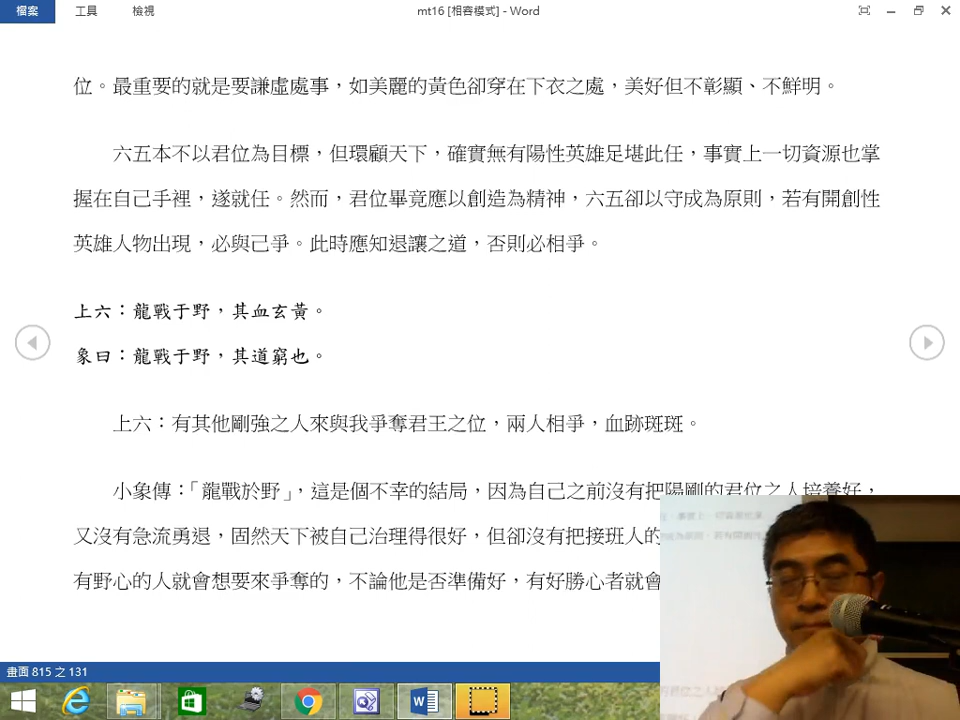 檔案 工具 檢視 mt16 [相容模式] - Word
位。最重要的就是要謙虛處事，如美麗的黃色卻穿在下衣之處，美好但不彰顯、不鮮明。
六五本不以君位為目標，但環顧天下，確實無有陽性英雄足堪此任，事實上一切資源也掌
握在自己手裡，遂就任。然而，君位畢竟應以創造為精神，六五卻以守成為原則，若有開創性
英雄人物出現，必與己爭。此時應知退讓之道，否則必相爭。
上六：龍戰于野，其血玄黃。
象曰：龍戰于野，其道窮也。
上六：有其他剛強之人來與我爭奪君王之位，兩人相爭，血跡斑斑。
小象傳：「龍戰於野」，這是個不幸的結局，因為自己之前沒有把陽剛的君位之人培養好，
又沒有急流勇退，固然天下被自己治理得很好，但卻沒有把接班人的
有野心的人就會想要來爭奪的，不論他是否準備好，有好勝心者就會
畫面 815 之 131